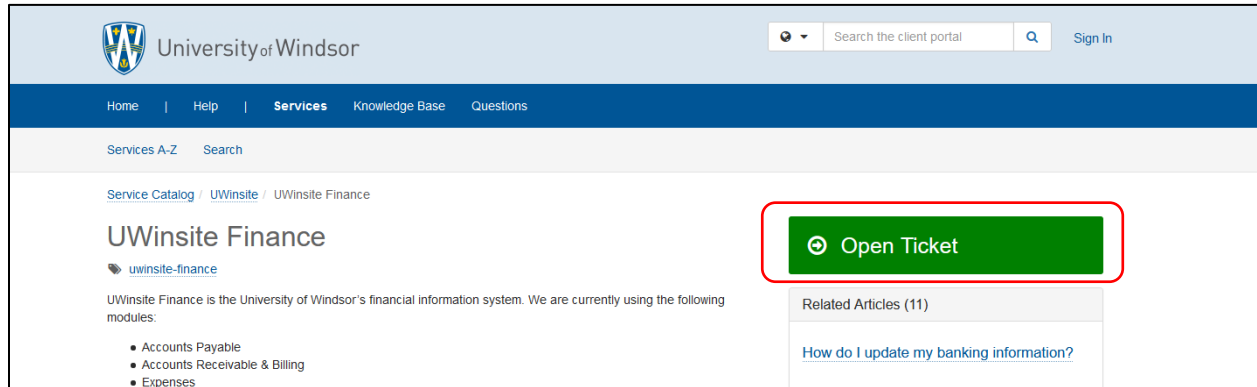 University of Windsor
Search the client portal
Sign In
Home | Help | Services Knowledge Base Questions
Services A-Z Search
Service Catalog / UWinsite / UWinsite Finance
UWinsite Finance
uwinsite-finance
UWinsite Finance is the University of Windsor's financial information system. We are currently using the following
modules:
• Accounts Payable
• Accounts Receivable & Billing
• Expenses
Open Ticket
Related Articles (11)
How do I update my banking information?